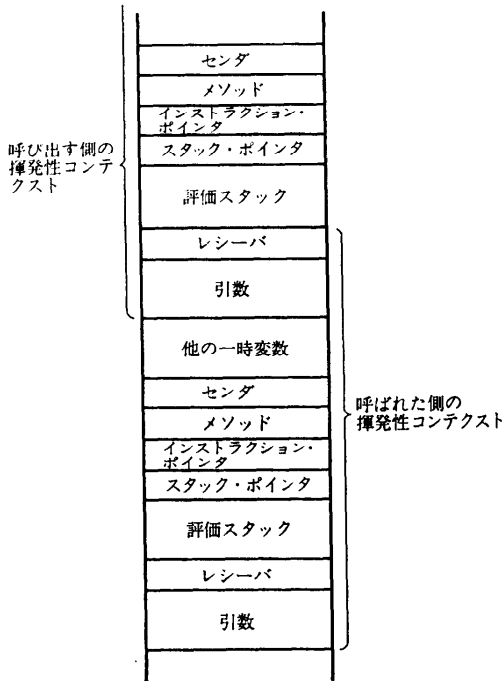 センダ
メソッド
インストラクション・
ポインタ
スタック・ポインタ
評価スタック
レシーバ
引数
他の一時変数
センダ
メソッド
インストラクション・
ポインタ
スタック・ポインタ
評価スタック
レシーバ
引数
呼び出す側の
揮発性コンテ
クスト
呼ばれた側の
揮発性コンテクスト